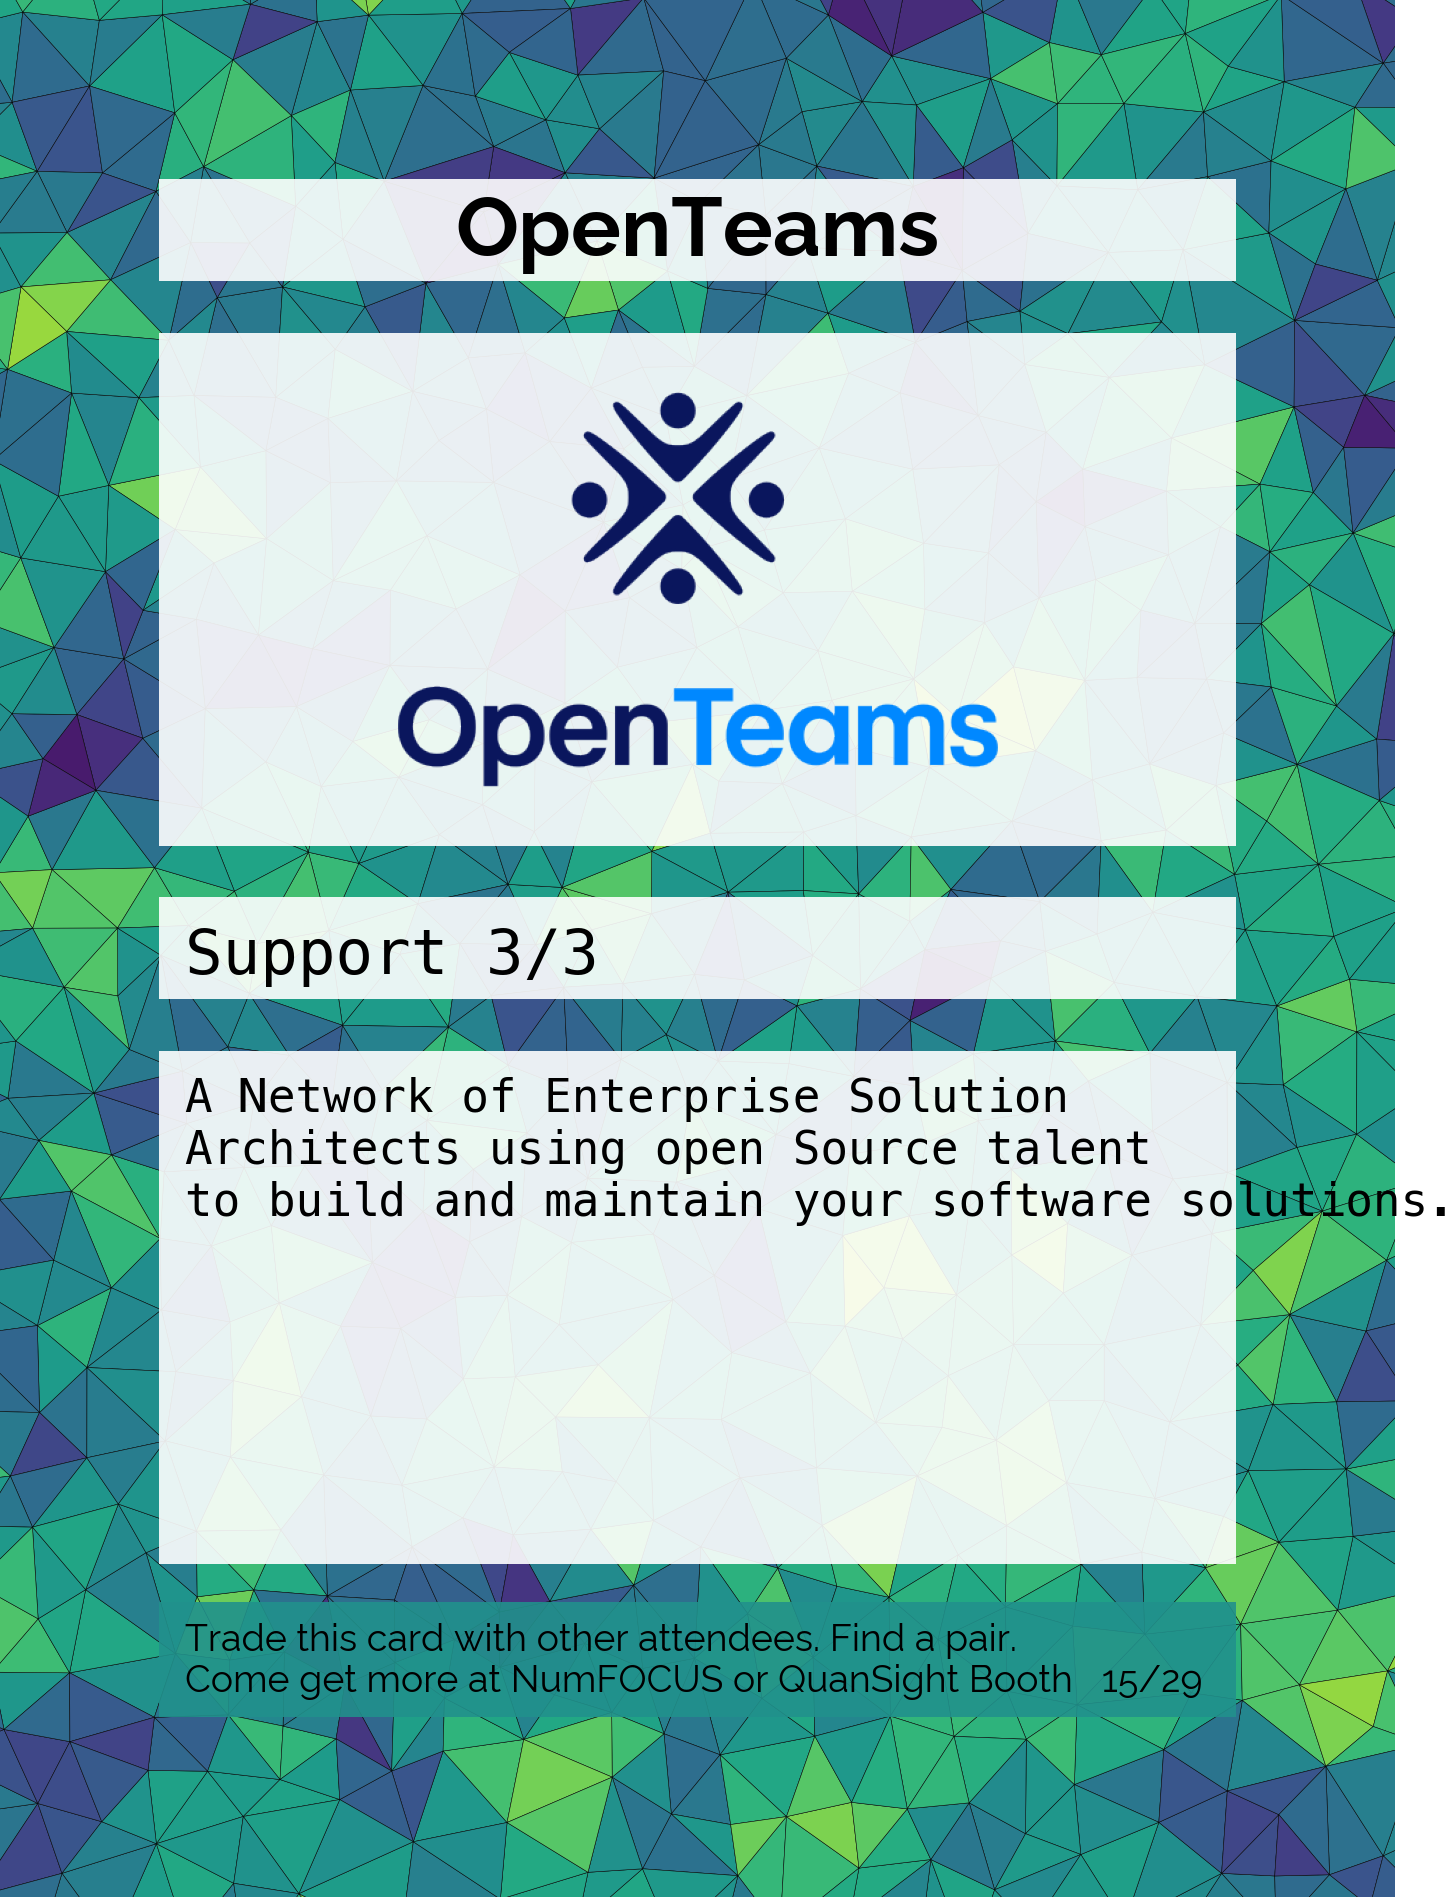 OpenTeams
OpenTeams
Support 3/3
A Network of Enterprise Solution
Architects using open Source talent
to build and maintain your software solutions.
Trade this card with other attendees. Find a pair.
Come get more at NumFOCUS or QuanSight Booth 15/29